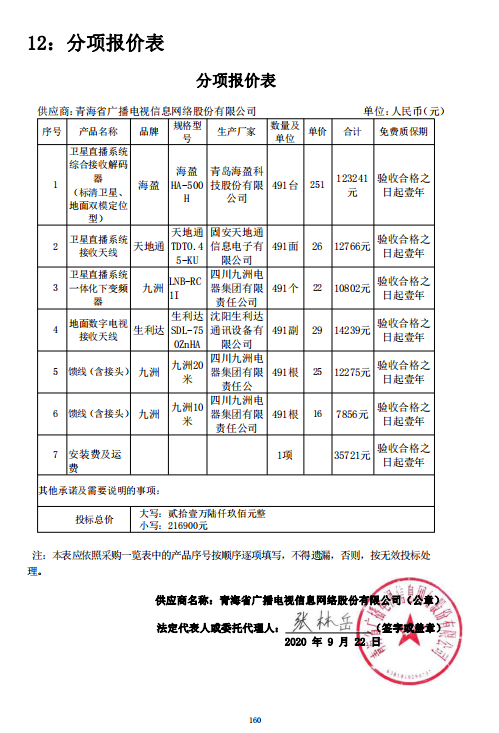 12: 分项报价表
分项报价表
供应商:青海省广播电视信息网络股份有限公司 单位:人民币(元)
序号 产品名称 品牌 规格型号 生产厂家 数量及单位 单价 合计 免费质保期
1 卫星直播系统综合接收解码器(标清卫星、地面双模定位型) 海盈 海盈HA-500H 青岛海盈科技股份有限公司 491台 251 123241元 验收合格之日起壹年
2 卫星直播系统接收天线 天地通 天地通TDT0.45-KU 固安天地通信息电子有限公司 491面 26 12766元 验收合格之日起壹年
3 卫星直播系统一体化下变频器 九洲 LNB-RC1I 四川九洲电器集团有限责任公司 491个 22 10802元 验收合格之日起壹年
4 地面数字电视接收天线 生利达 生利达SDL-750ZnHA 沈阳生利达通讯设备有限公司 491副 29 14239元 验收合格之日起壹年
5 馈线(含接头) 九洲 九洲20米 四川九洲电器集团有限责任公 491根 25 12275元 验收合格之日起壹年
6 馈线(含接头) 九洲 九洲10米 四川九洲电器集团有限责任公司 491根 16 7856元 验收合格之日起壹年
7 安装费及运费 1项 35721元 验收合格之日起壹年
其他承诺及需要说明的事项:
投标总价 大写: 贰拾壹万陆仟玖佰元整
小写: 216900元
注: 本表应依照采购一览表中的产品序号按顺序逐项填写,不得遗漏,否则,按无效投标处
理。
供应商名称: 青海省广播电视信息网络股份有限公司(公章)
法定代表人或委托代理人: 张林岳 (签字或盖章)
2020 年 9 月 22 日
160